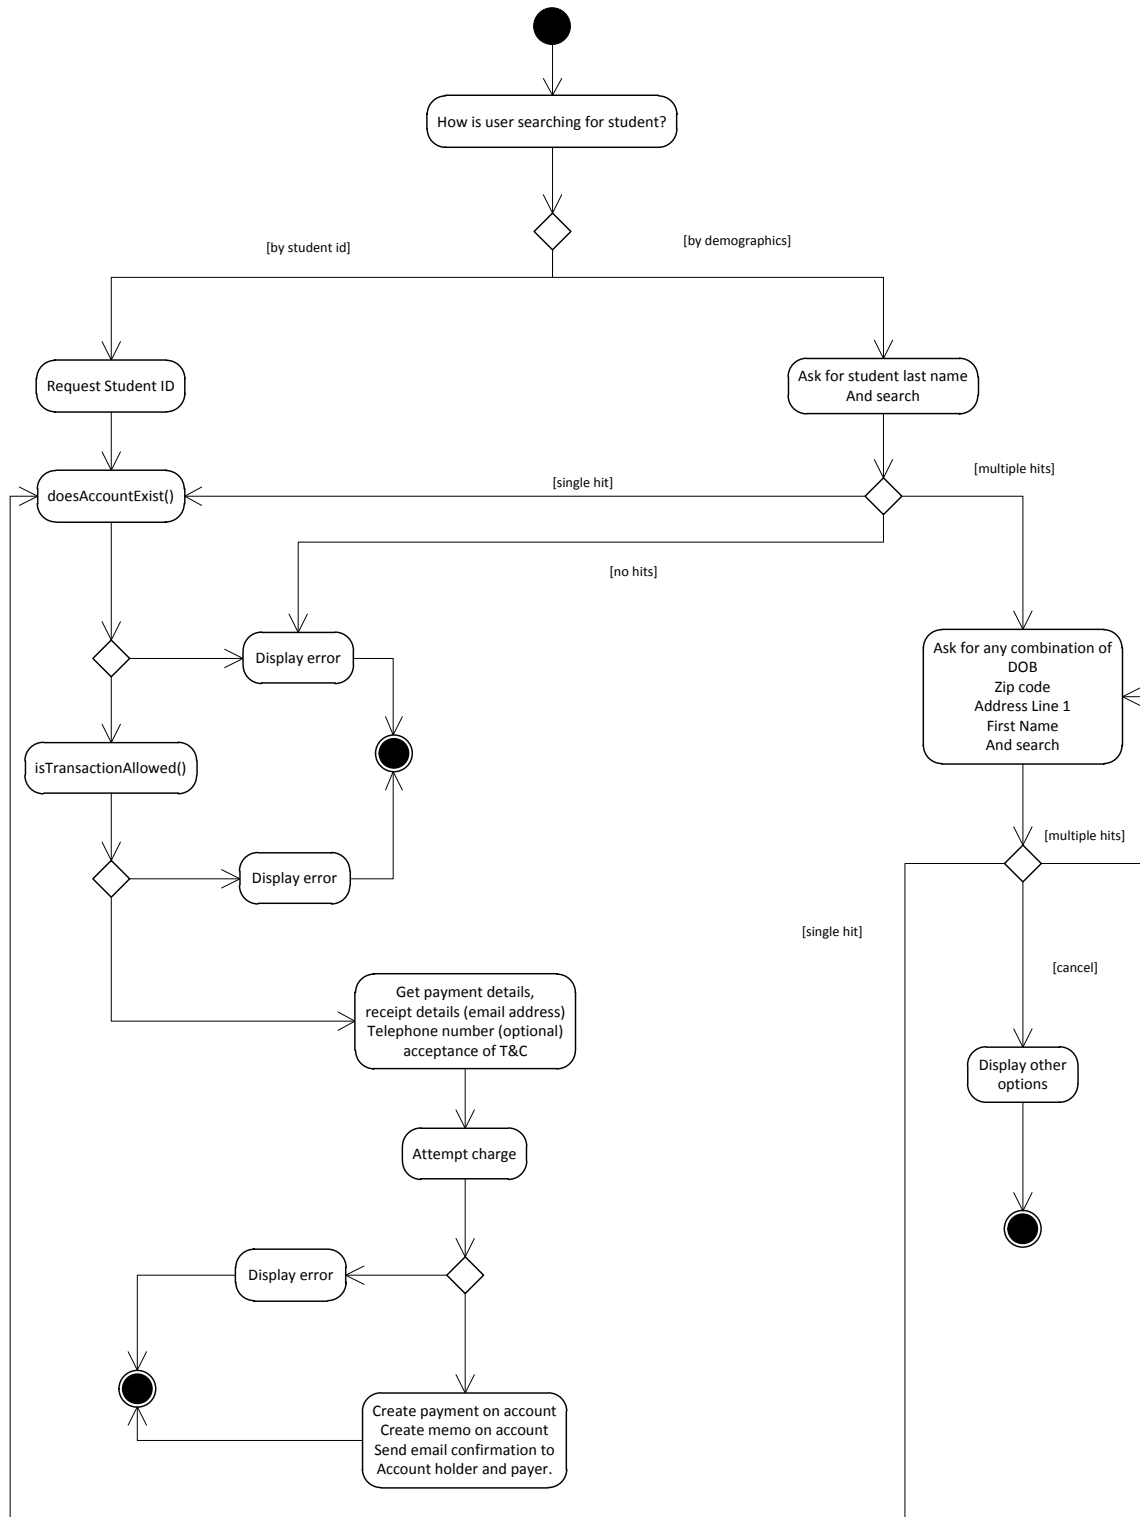 How is user searching for student?
[by student id]
[by demographics]
Request Student ID
Ask for student last name
And search
doesAccountExist()
[single hit]
[multiple hits]
[no hits]
Display error
Ask for any combination of
DOB
Zip code
Address Line 1
First Name
And search
isTransactionAllowed()
[multiple hits]
Display error
[single hit]
[cancel]
Get payment details,
receipt details (email address)
Telephone number (optional)
acceptance of T&C
Display other
options
Attempt charge
Display error
Create payment on account
Create memo on account
Send email confirmation to
Account holder and payer.